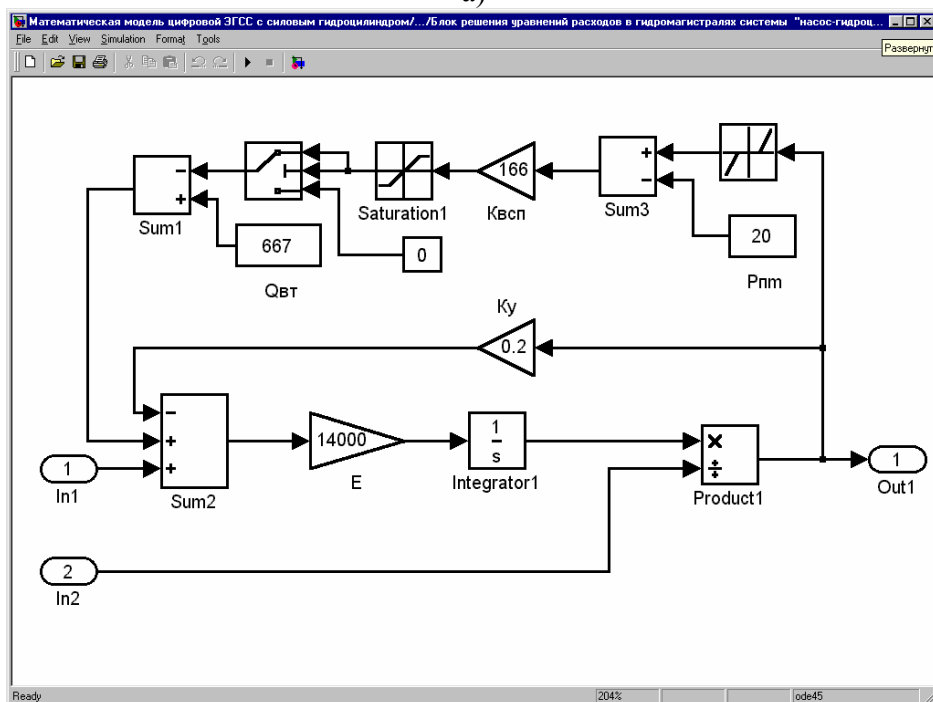 а)
Математическая модель цифровой ЭГСС с силовым гидроцилиндром/.../Блок решения уравнений расходов в гидромагистралях системы "насос-гидроц...
File Edit View Simulation Format Tools
Развернут
166
Saturation1
Квсп
Sum3
Sum1
667
0
20
Qвт
Pпm
Ку
0.2
14000
1
s
1
In1
Sum2
E
Integrator1
Product1
1
Out1
2
In2
Ready
204%
ode45